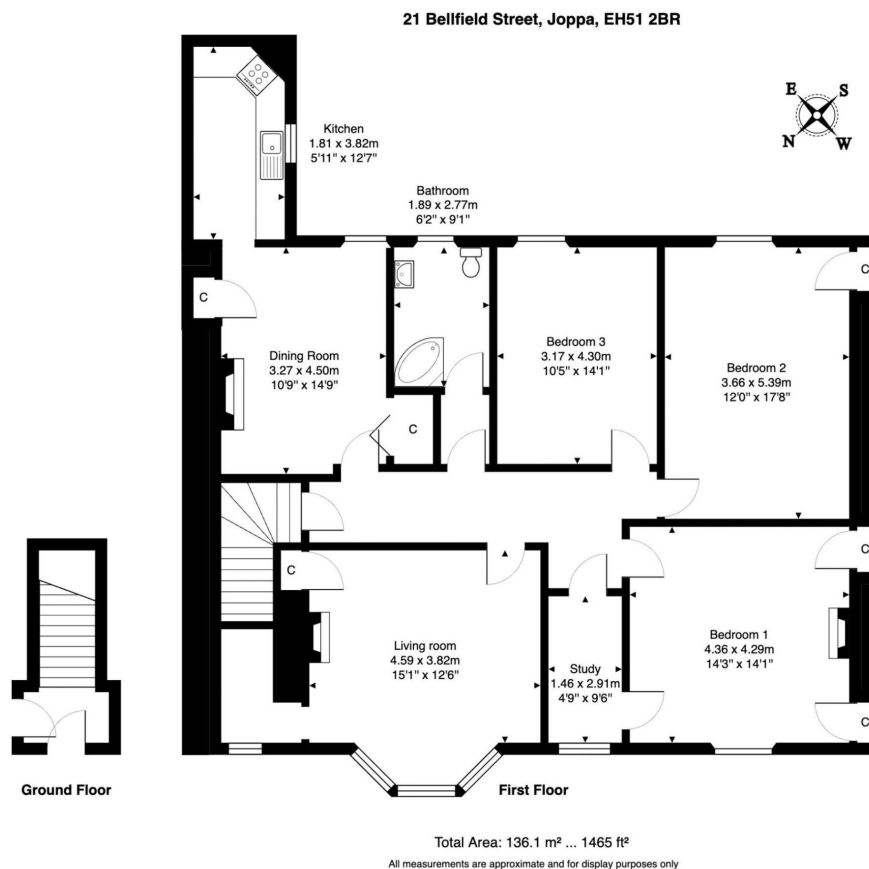 21 Bellfield Street, Joppa, EH51 2BR
E S
N W
Kitchen
1.81 x 3.82m
5'11" x 12'7"
Bathroom
1.89 x 2.77m
6'2" x 9'1"
C
C
Dining Room
3.27 x 4.50m
10'9" x 14'9"
Bedroom 3
3.17 x 4.30m
10'5" x 14'1"
Bedroom 2
3.66 x 5.39m
12'0" x 17'8"
C
C
C
Living room
4.59 x 3.82m
15'1" x 12'6"
Study
1.46 x 2.91m
4'9" x 9'6"
Bedroom 1
4.36 x 4.29m
14'3" x 14'1"
C
Ground Floor
First Floor
Total Area: 136.1 m² ... 1465 ft²
All measurements are approximate and for display purposes only